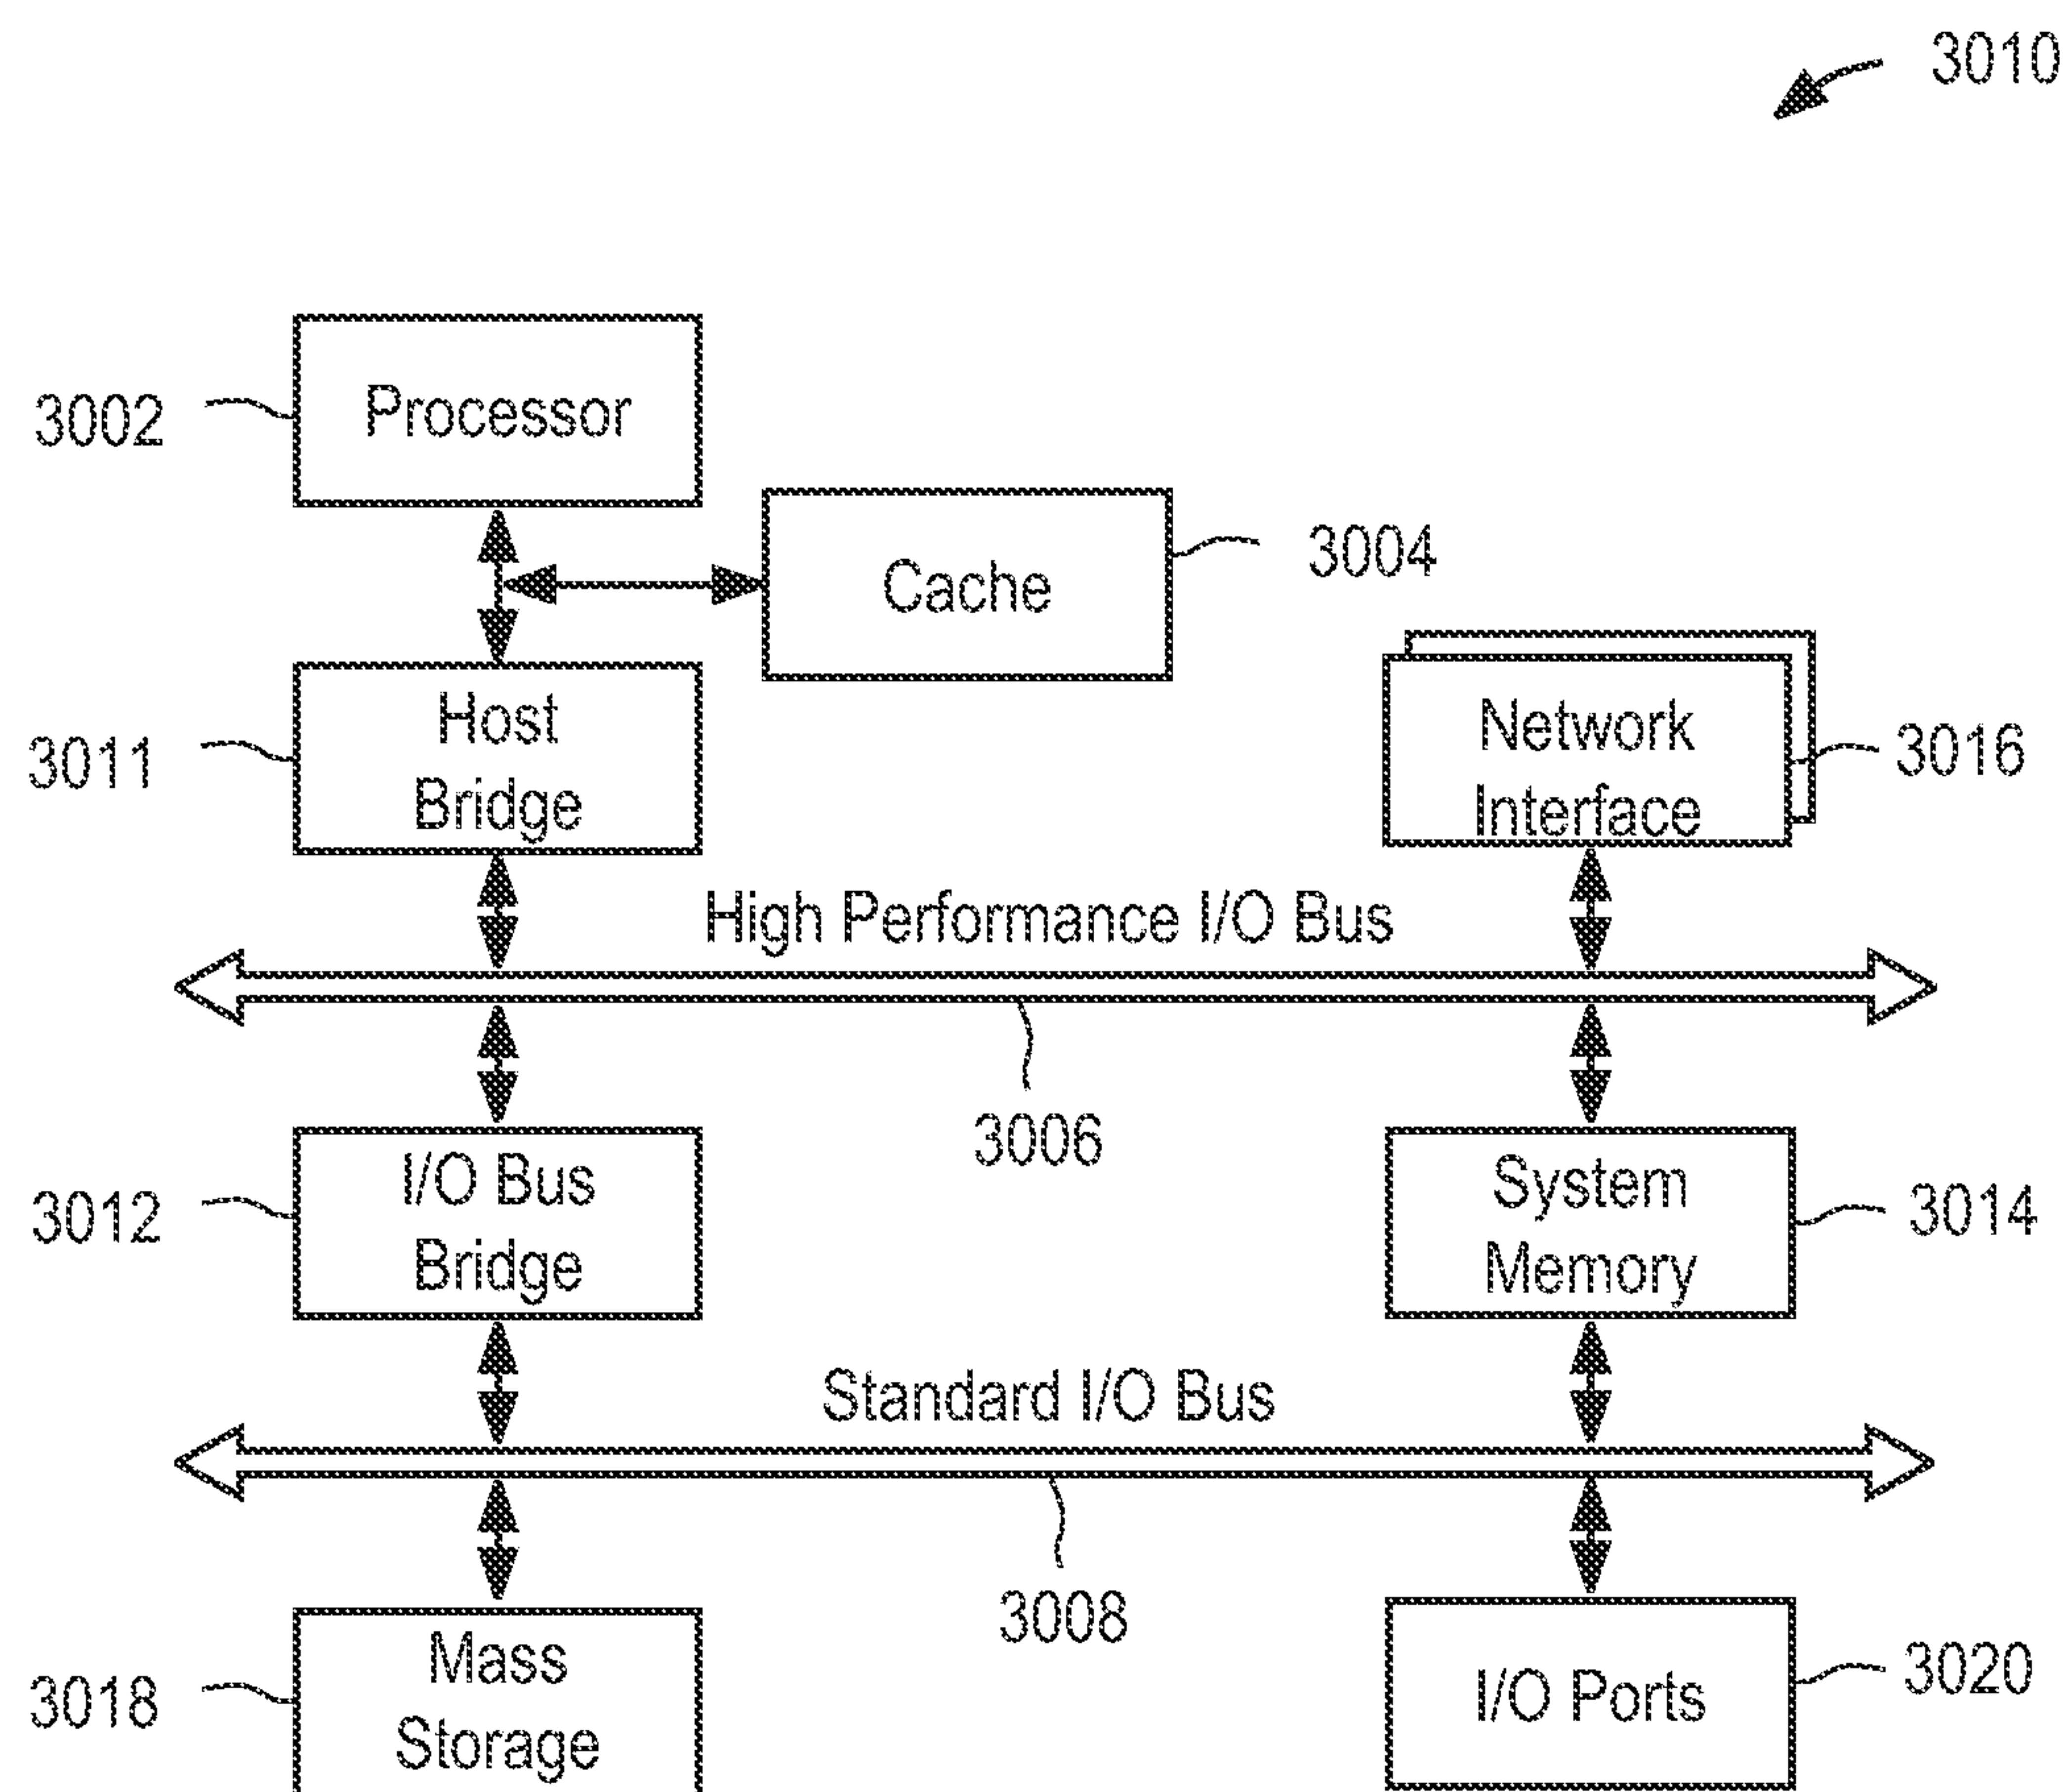 3010
3002
Processor
Cache
3004
3011
Host
Bridge
Network
Interface
3016
High Performance I/O Bus
3006
3012
I/O Bus
Bridge
System
Memory
3014
Standard I/O Bus
3008
3018
Mass
Storage
I/O Ports
3020